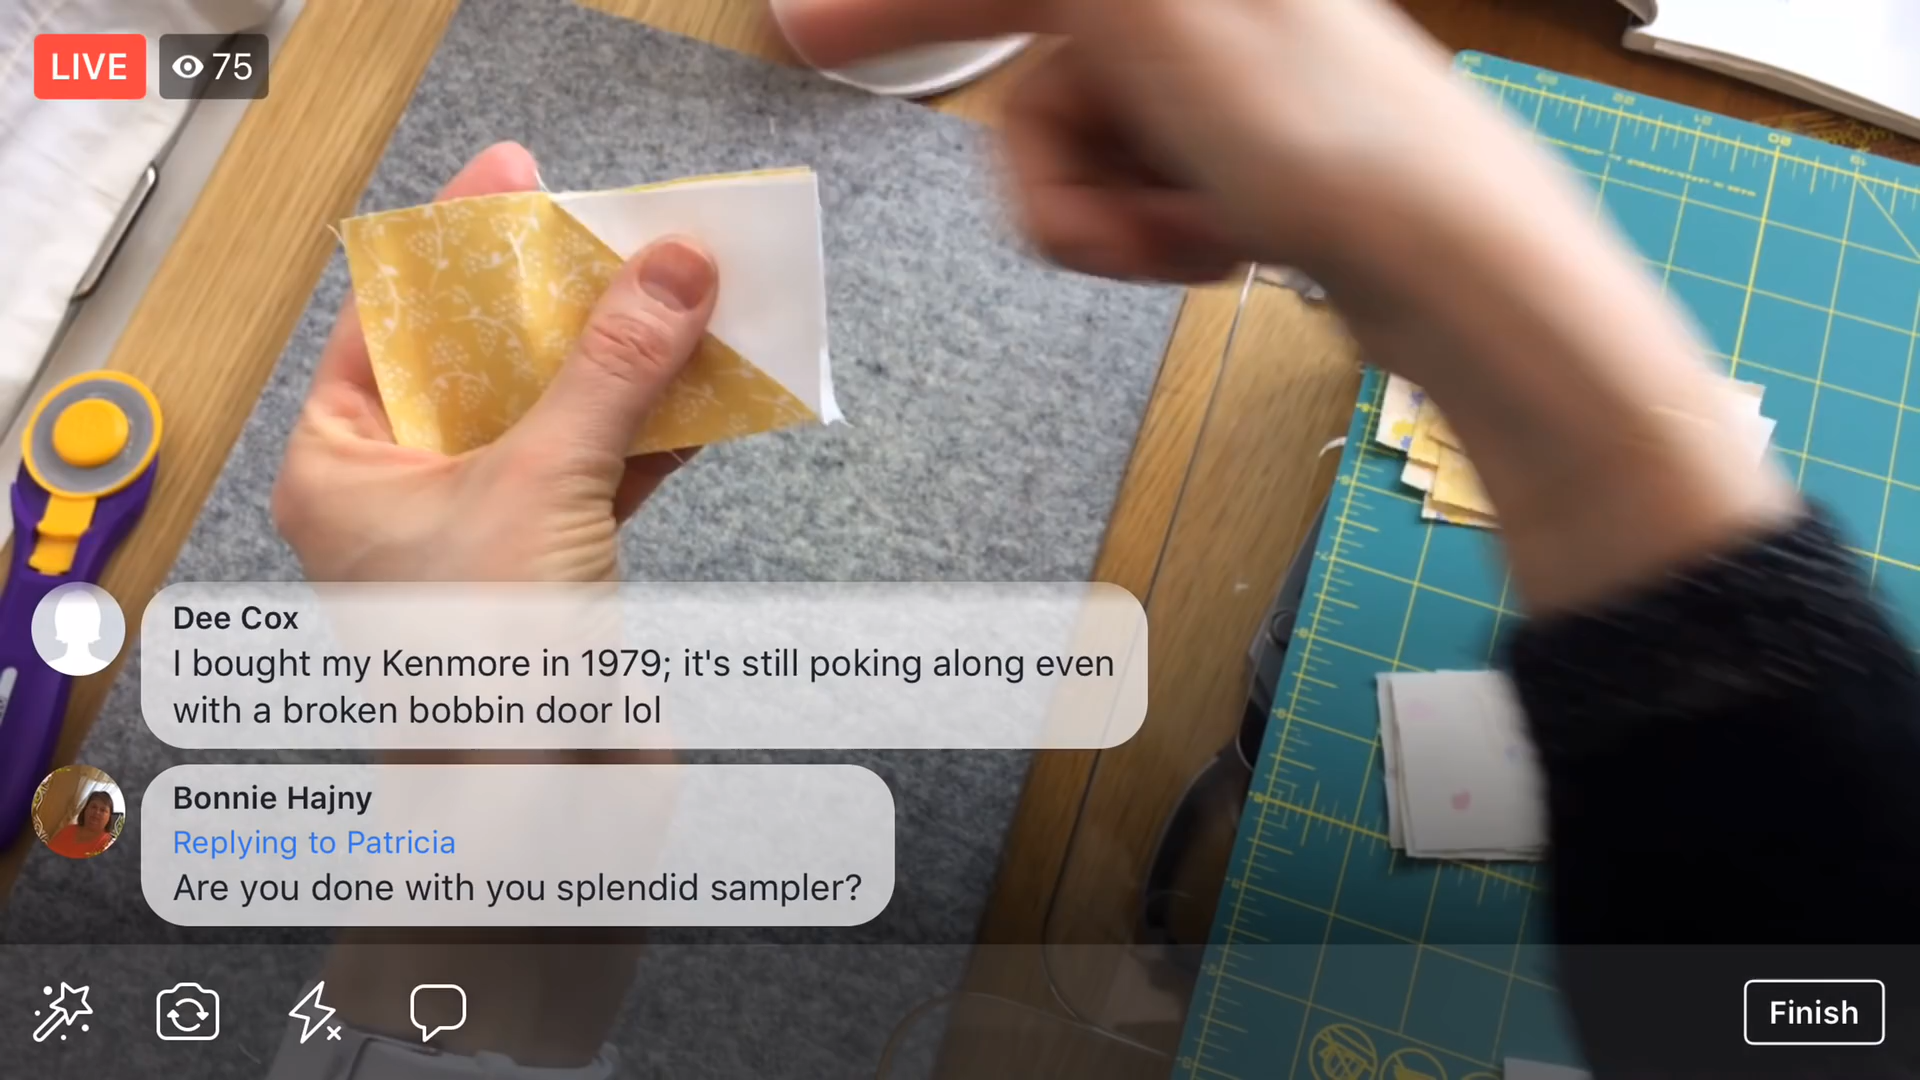 LIVE
75
Dee Cox
I bought my Kenmore in 1979; it's still poking along even
with a broken bobbin door lol
Bonnie Hajny
Replying to Patricia
Are you done with you splendid sampler?
Finish